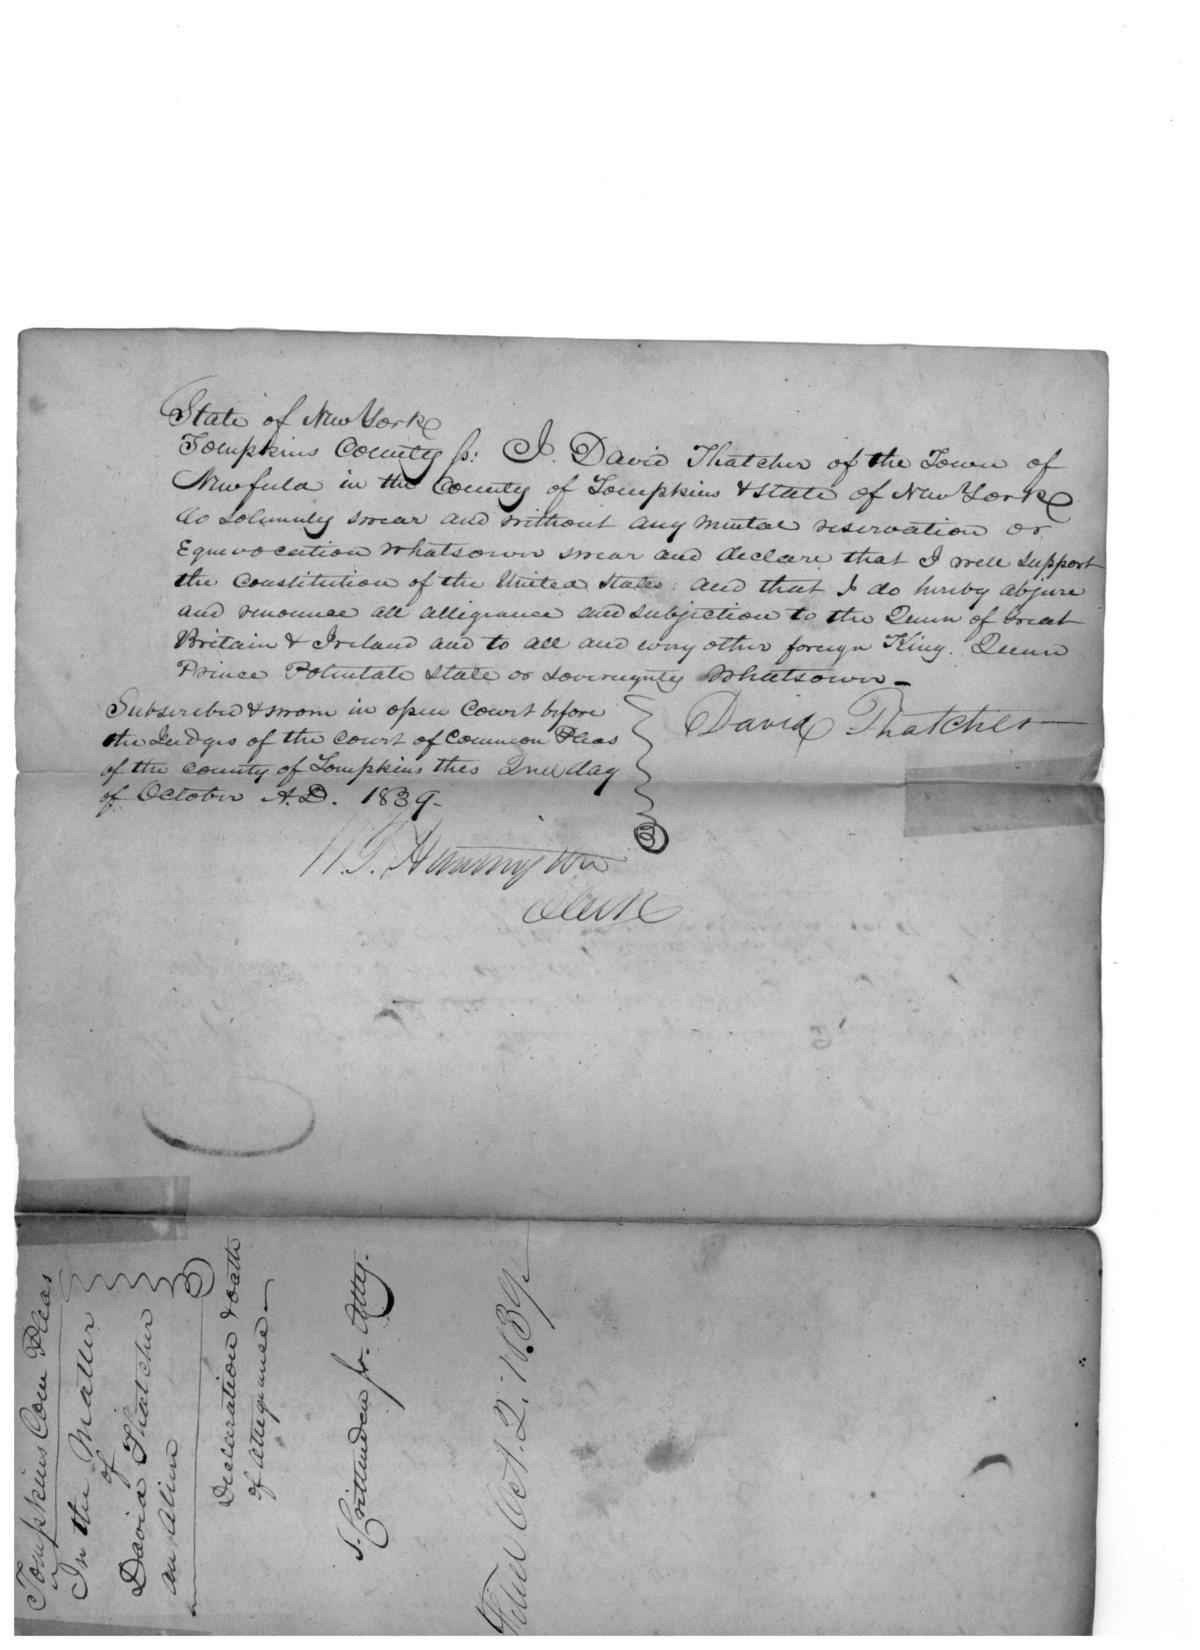 State of New York
Tompkins County ss: I David Thatcher of the Town of
Newfield in the County of Tompkins & State of New York
do solemnly swear and without any mental reservation or
Equivocation whatsoever swear and declare that I will support
the Constitution of the United States: and that I do hereby abjure
and renounce all allegiance and subjection to the Queen of Great
Britain & Ireland and to all and every other foreign King. Queen
Prince Potentate State or Sovereignty whatsoever –
Subscribed & sworn in open Court before
the Judges of the Court of Common Pleas
of the County of Tompkins this 2nd day
of October A.D. 1839-
David Thatcher
Clerk
Tompkins Com Pleas
In the Matter
of
David Thatcher
an Alien
Declaration & oath
of allegiance –
S. Crittenden Jr. Atty.
Filed Oct. 2. 1839